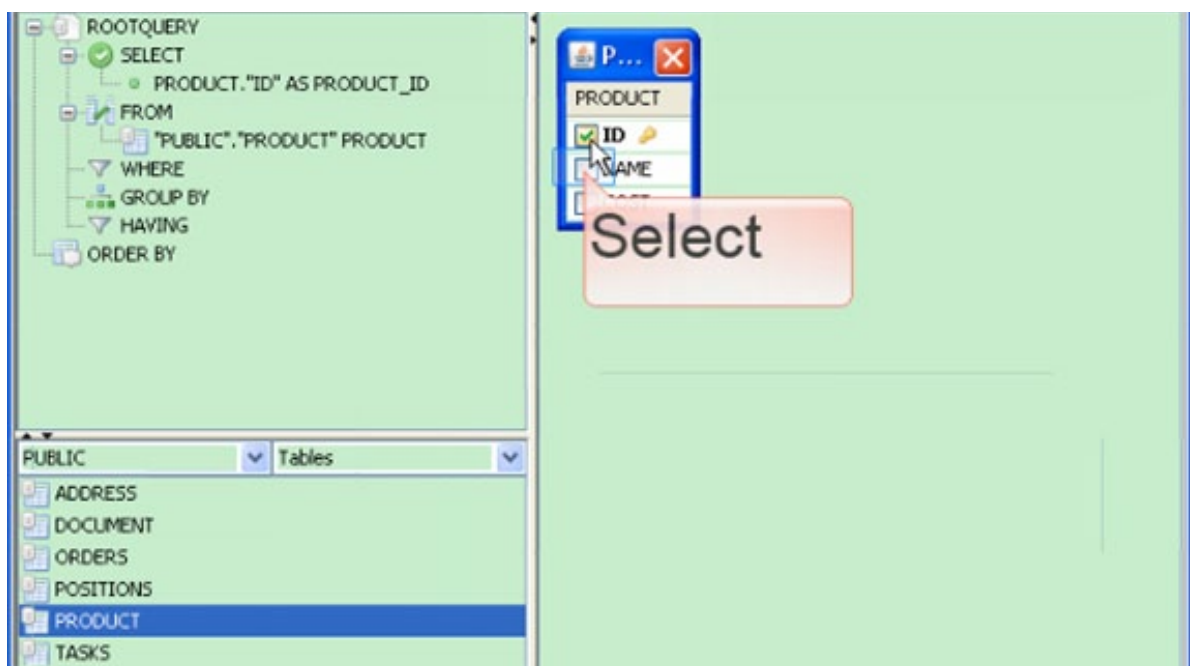 ROOTQUERY
SELECT
PRODUCT."ID" AS PRODUCT_ID
FROM
"PUBLIC"."PRODUCT" PRODUCT
WHERE
GROUP BY
HAVING
ORDER BY
P...
PRODUCT
ID
NAME
Select
PUBLIC
Tables
ADDRESS
DOCUMENT
ORDERS
POSITIONS
PRODUCT
TASKS